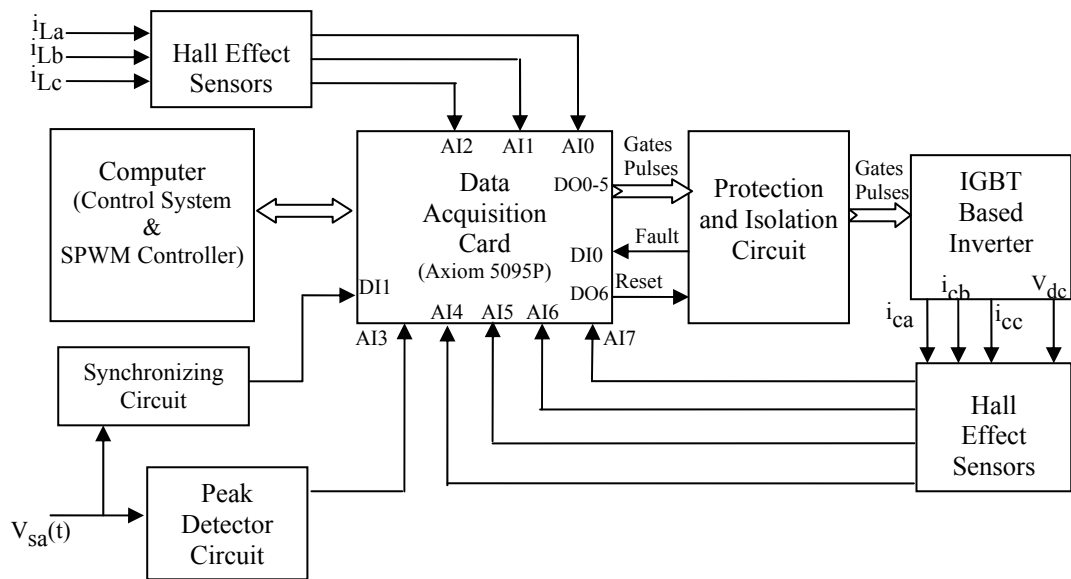 iLa
iLb
iLc
Hall Effect
Sensors
Computer
(Control System
&
SPWM Controller)
AI2
AI1
AI0
Data
Acquisition
Card
(Axiom 5095P)
DO0-5
DI0
DO6
DI1
AI3
AI4
AI5
AI6
AI7
Gates
Pulses
Fault
Reset
Protection
and Isolation
Circuit
Gates
Pulses
IGBT
Based
Inverter
ica
icb
icc
Vdc
Hall
Effect
Sensors
Synchronizing
Circuit
Peak
Detector
Circuit
Vsa(t)